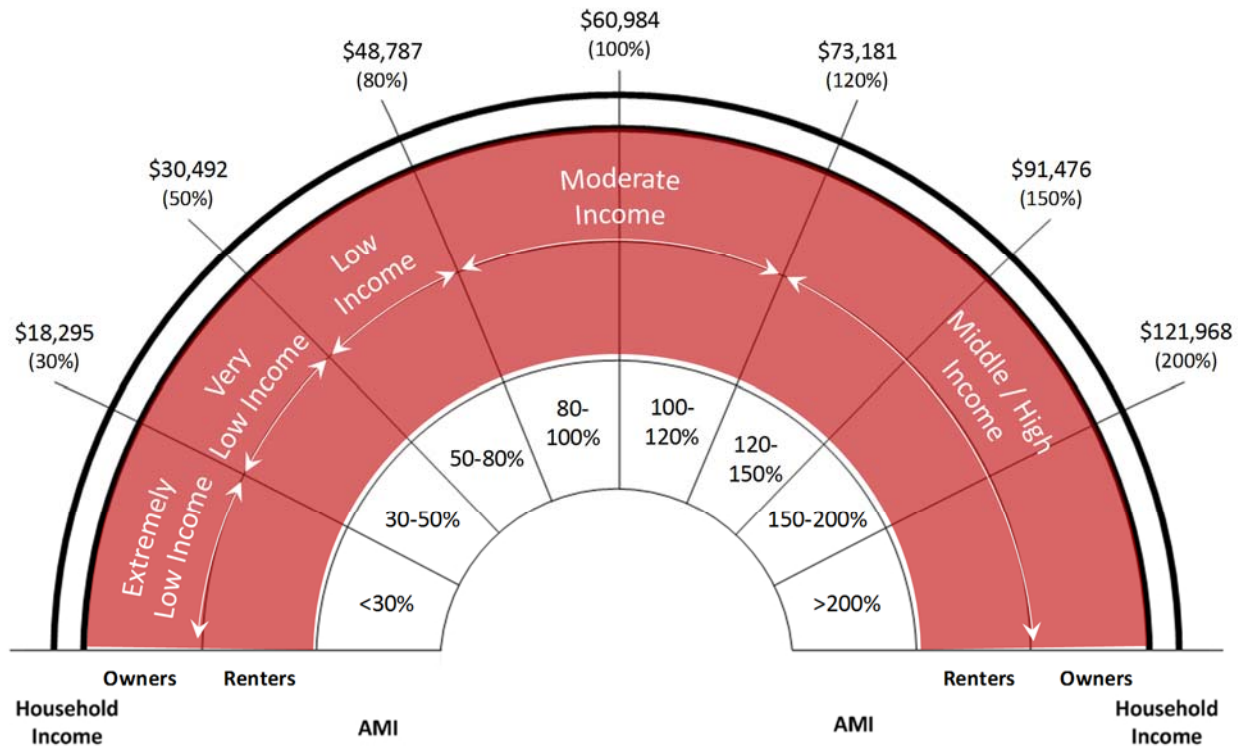 $60,984
(100%)
$48,787
(80%)
$73,181
(120%)
$30,492
(50%)
$91,476
(150%)
$18,295
(30%)
$121,968
(200%)
Moderate
Income
Low
Income
Very
Low Income
Extremely
Low Income
Middle / High
Income
<30%
30-50%
50-80%
80-
100%
100-
120%
120-
150%
150-200%
>200%
Owners
Renters
Renters
Owners
Household
Income
AMI
AMI
Household
Income